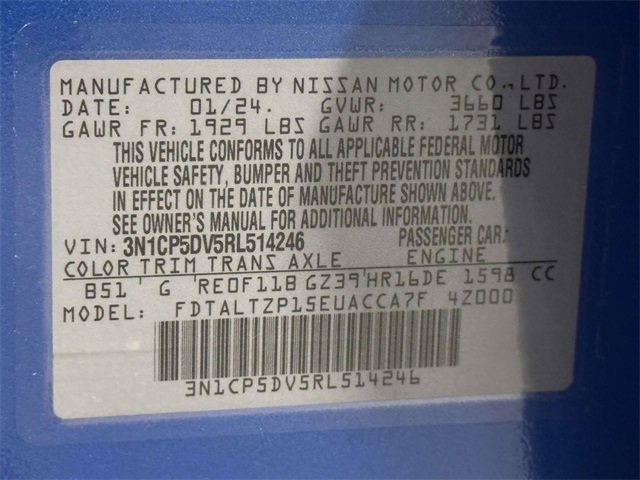 MANUFACTURED BY NISSAN MOTOR CO., LTD.
DATE: 01/24. GVWR: 3660 LBS
GAWR FR: 1929 LBS GAWR RR: 1731 LBS
THIS VEHICLE CONFORMS TO ALL APPLICABLE FEDERAL MOTOR
VEHICLE SAFETY, BUMPER AND THEFT PREVENTION STANDARDS
IN EFFECT ON THE DATE OF MANUFACTURE SHOWN ABOVE.
SEE OWNER'S MANUAL FOR ADDITIONAL INFORMATION.
VIN: 3N1CP5DV5RL514246 PASSENGER CAR:
COLOR TRIM TRANS AXLE ENGINE
B51 G RE0F11B GZ39 HR16DE 1598 CC
FDTALTZP15EUACCA7F 4Z000
3N1CP5DV5RL514246